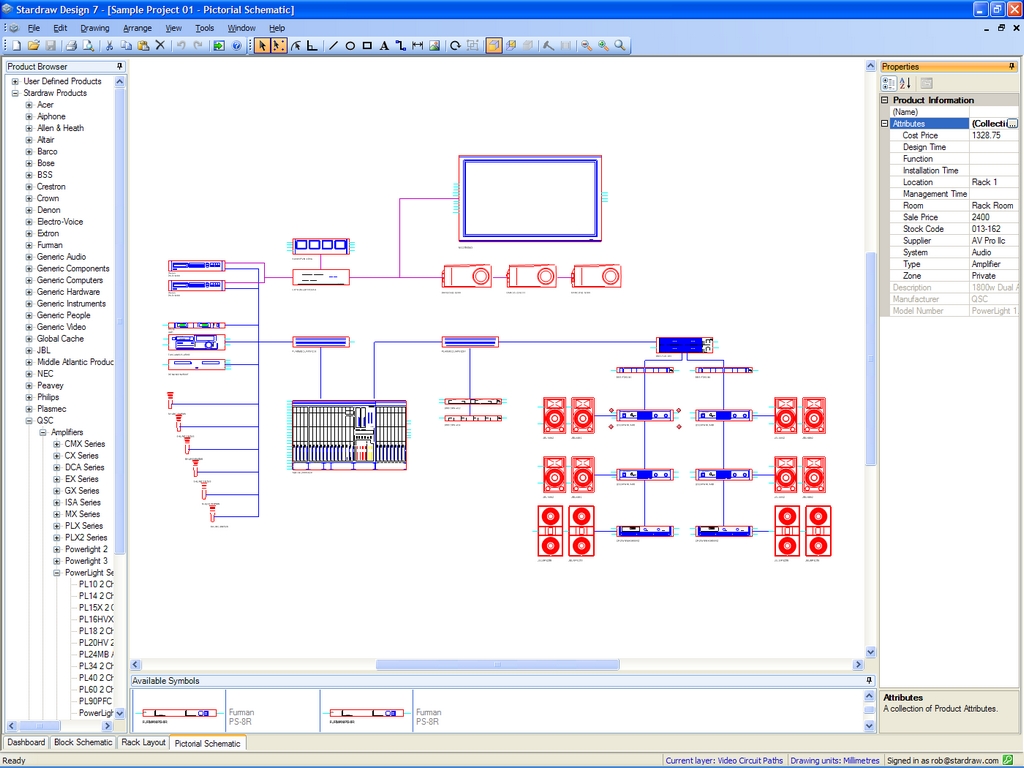 Stardraw Design 7 - [Sample Project 01 - Pictorial Schematic]
File Edit Drawing Arrange View Tools Window Help
Product Browser
User Defined Products
Stardraw Products
Acer
Aiphone
Allen & Heath
Altair
Barco
Bose
BSS
Crestron
Crown
Denon
Electro-Voice
Extron
Furman
Generic Audio
Generic Components
Generic Computers
Generic Hardware
Generic Instruments
Generic People
Generic Video
Global Cache
JBL
Middle Atlantic Produc
NEC
Peavey
Philips
Plasmec
QSC
Amplifiers
CMX Series
CX Series
DCA Series
EX Series
GX Series
ISA Series
MX Series
PLX Series
PLX2 Series
Powerlight 2
Powerlight 3
PowerLight Se
PL10 2 Ch
PL14 2 Ch
PL15X 2 C
PL16HVX
PL18 2 Ch
PL20HV 2
PL24MB A
PL34 2 Ch
PL40 2 Ch
PL60 2 Ch
PL90PFC
PowerLigh
Available Symbols
Furman
PS-8R
Furman
PS-8R
Properties
Product Information
(Name)
Attributes (Collecti...
Cost Price 1328.75
Design Time
Function
Installation Time
Location Rack 1
Management Time
Room Rack Room
Sale Price 2400
Stock Code 013-162
Supplier AV Pro llc
System Audio
Type Amplifier
Zone Private
Description 1800w Dual A
Manufacturer QSC
Model Number PowerLight 1
Attributes
A collection of Product Attributes.
Dashboard Block Schematic Rack Layout Pictorial Schematic
Ready Current layer: Video Circuit Paths Drawing units: Millimetres Signed in as rob@stardraw.com